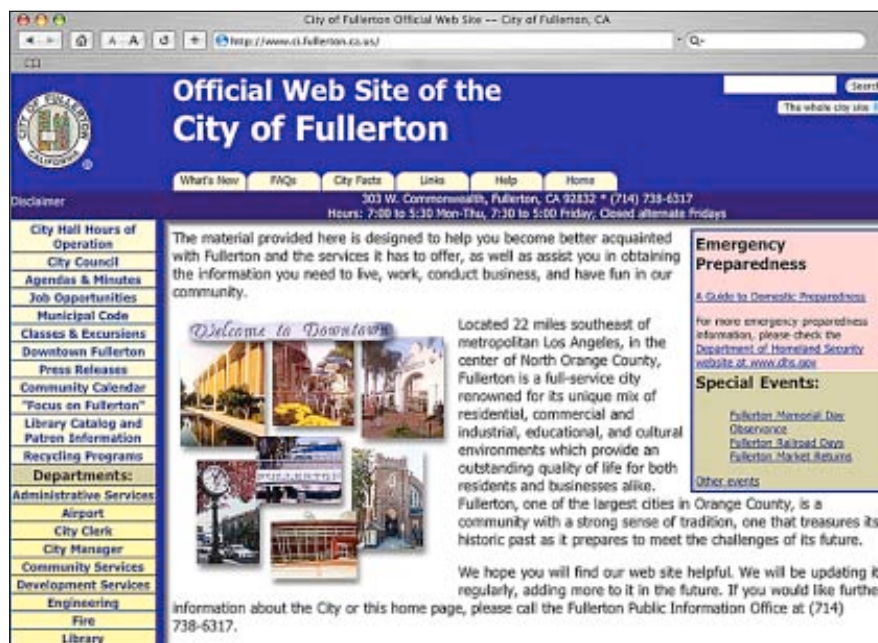 City of Fullerton Official Web Site -- City of Fullerton, CA
A A
http://www.ci.fullerton.ca.us/
CITY OF FULLERTON
CALIFORNIA
Official Web Site of the
City of Fullerton
Search
The whole city site
What's New FAQs City Facts Links Help Home
Disclaimer
303 W. Commonwealth, Fullerton, CA 92832 * (714) 738-6317
Hours: 7:00 to 5:30 Mon-Thu, 7:30 to 5:00 Friday; Closed alternate Fridays
City Hall Hours of
Operation
City Council
Agendas & Minutes
Job Opportunities
Municipal Code
Classes & Excursions
Downtown Fullerton
Press Releases
Community Calendar
"Focus on Fullerton"
Library Catalog and
Patron Information
Recycling Programs
Departments:
Administrative Services
Airport
City Clerk
City Manager
Community Services
Development Services
Engineering
Fire
Library
The material provided here is designed to help you become better acquainted
with Fullerton and the services it has to offer, as well as assist you in obtaining
the information you need to live, work, conduct business, and have fun in our
community.
Welcome to Downtown
FULLERTON
Located 22 miles southeast of
metropolitan Los Angeles, in the
center of North Orange County,
Fullerton is a full-service city
renowned for its unique mix of
residential, commercial and
industrial, educational, and cultural
environments which provide an
outstanding quality of life for both
residents and businesses alike.
Fullerton, one of the largest cities in Orange County, is a
community with a strong sense of tradition, one that treasures its
historic past as it prepares to meet the challenges of its future.
We hope you will find our web site helpful. We will be updating it
regularly, adding more to it in the future. If you would like furthe
information about the City or this home page, please call the Fullerton Public Information Office at (714)
738-6317.
Emergency
Preparedness
A Guide to Domestic Preparedness
For more emergency preparedness
information, please check the
Department of Homeland Security
website at www.dhs.gov
Special Events:
Fullerton Memorial Day
Observance
Fullerton Railroad Days
Fullerton Market Returns
Other events